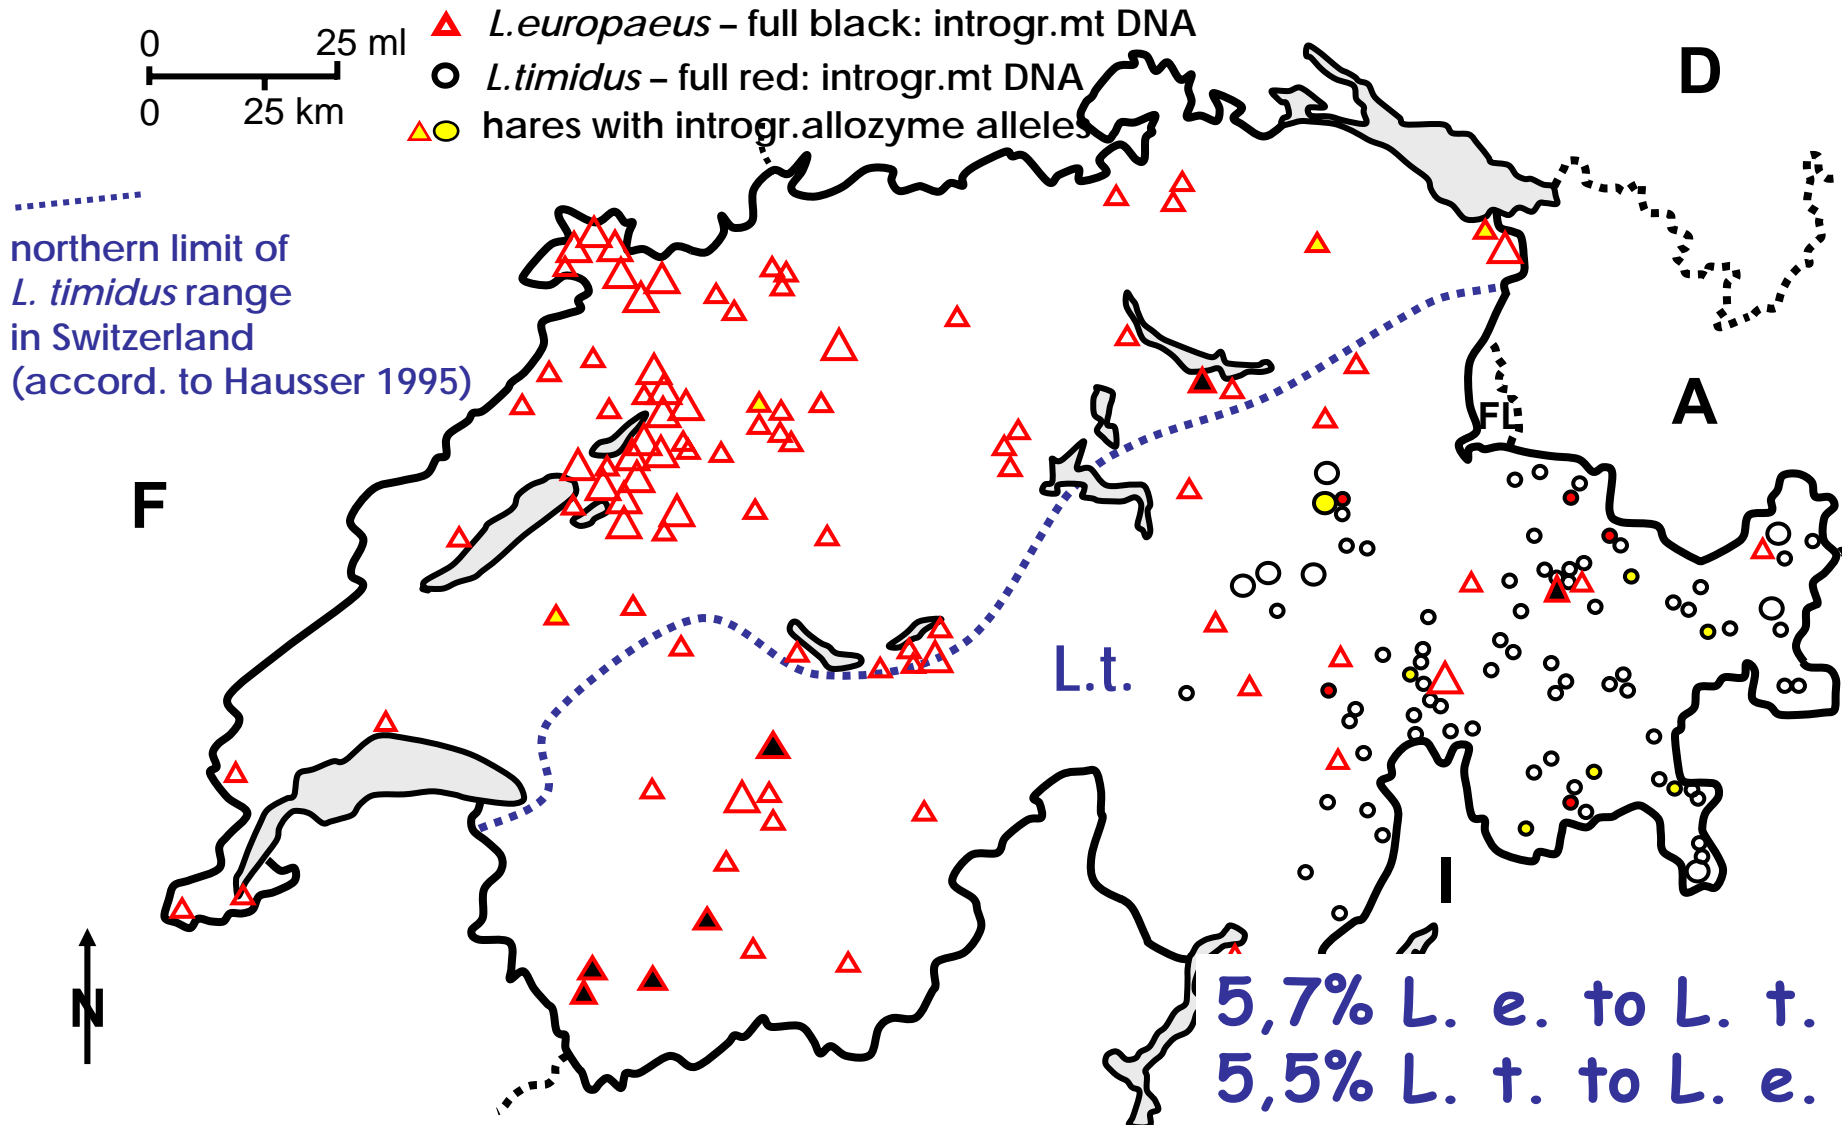 0 25 ml
0 25 km
L.europaeus – full black: introgr.mt DNA
L.timidus – full red: introgr.mt DNA
hares with introgr.allozyme alleles
northern limit of
L. timidus range
in Switzerland
(accord. to Hausser 1995)
D
A
FL
F
L.t.
I
N
5,7% L. e. to L. t.
5,5% L. t. to L. e.